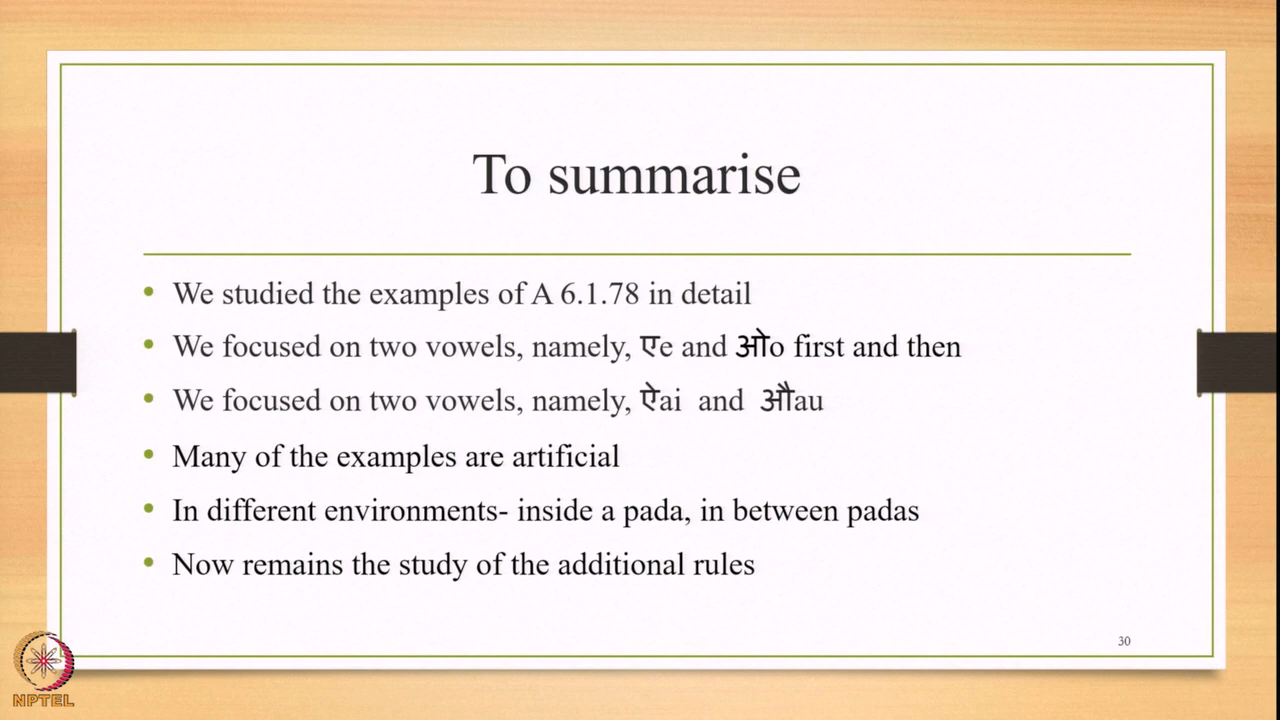 To summarise
• We studied the examples of A 6.1.78 in detail
• We focused on two vowels, namely, एe and ओo first and then
• We focused on two vowels, namely, ऐai and औau
• Many of the examples are artificial
• In different environments- inside a pada, in between padas
• Now remains the study of the additional rules
30
NPTEL